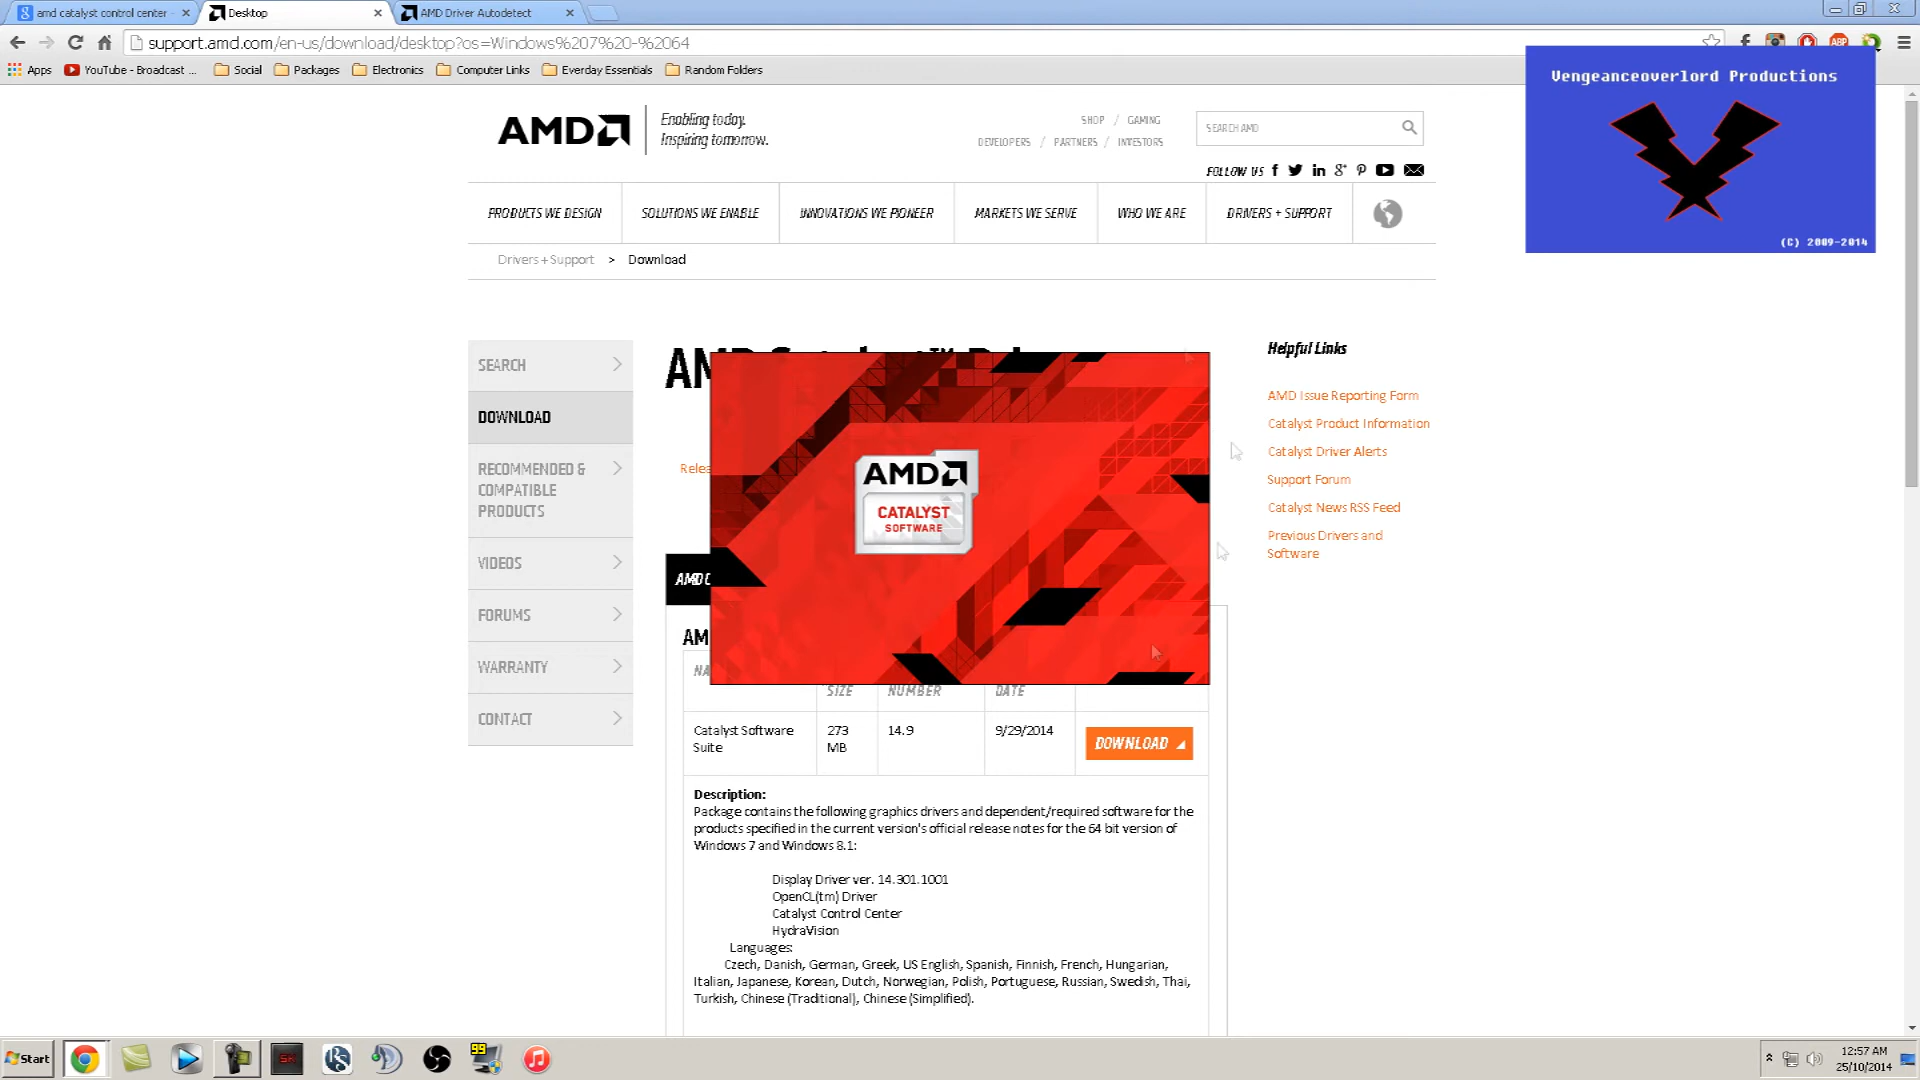 amd catalyst control center
Desktop
AMD Driver Autodetect
support.amd.com/en-us/download/desktop?os=Windows%207%20-%2064
Apps
YouTube - Broadcast ...
Social
Packages
Electronics
Computer Links
Everday Essentials
Random Folders
Vengeanceoverlord Productions
(C) 2009-2014
AMD
Enabling today.
Inspiring tomorrow.
SHOP / GAMING
DEVELOPERS / PARTNERS / INVESTORS
SEARCH AMD
FOLLOW US
PRODUCTS WE DESIGN
SOLUTIONS WE ENABLE
INNOVATIONS WE PIONEER
MARKETS WE SERVE
WHO WE ARE
DRIVERS + SUPPORT
Drivers + Support > Download
SEARCH
DOWNLOAD
RECOMMENDED &
COMPATIBLE
PRODUCTS
VIDEOS
FORUMS
WARRANTY
CONTACT
AMD
CATALYST
SOFTWARE
SIZE
NUMBER
DATE
Catalyst Software
Suite
273
MB
14.9
9/29/2014
DOWNLOAD
Description:
Package contains the following graphics drivers and dependent/required software for the
products specified in the current version's official release notes for the 64 bit version of
Windows 7 and Windows 8.1:
Display Driver ver. 14.301.1001
OpenCL(tm) Driver
Catalyst Control Center
HydraVision
Languages:
Czech, Danish, German, Greek, US English, Spanish, Finnish, French, Hungarian,
Italian, Japanese, Korean, Dutch, Norwegian, Polish, Portuguese, Russian, Swedish, Thai,
Turkish, Chinese (Traditional), Chinese (Simplified).
Helpful Links
AMD Issue Reporting Form
Catalyst Product Information
Catalyst Driver Alerts
Support Forum
Catalyst News RSS Feed
Previous Drivers and
Software
Start
99
12:57 AM
25/10/2014